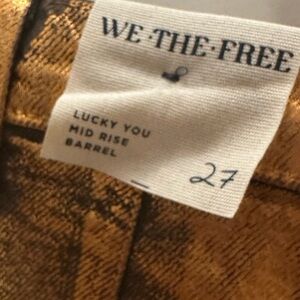 WE·THE·FREE
LUCKY YOU
MID RISE
BARREL
27